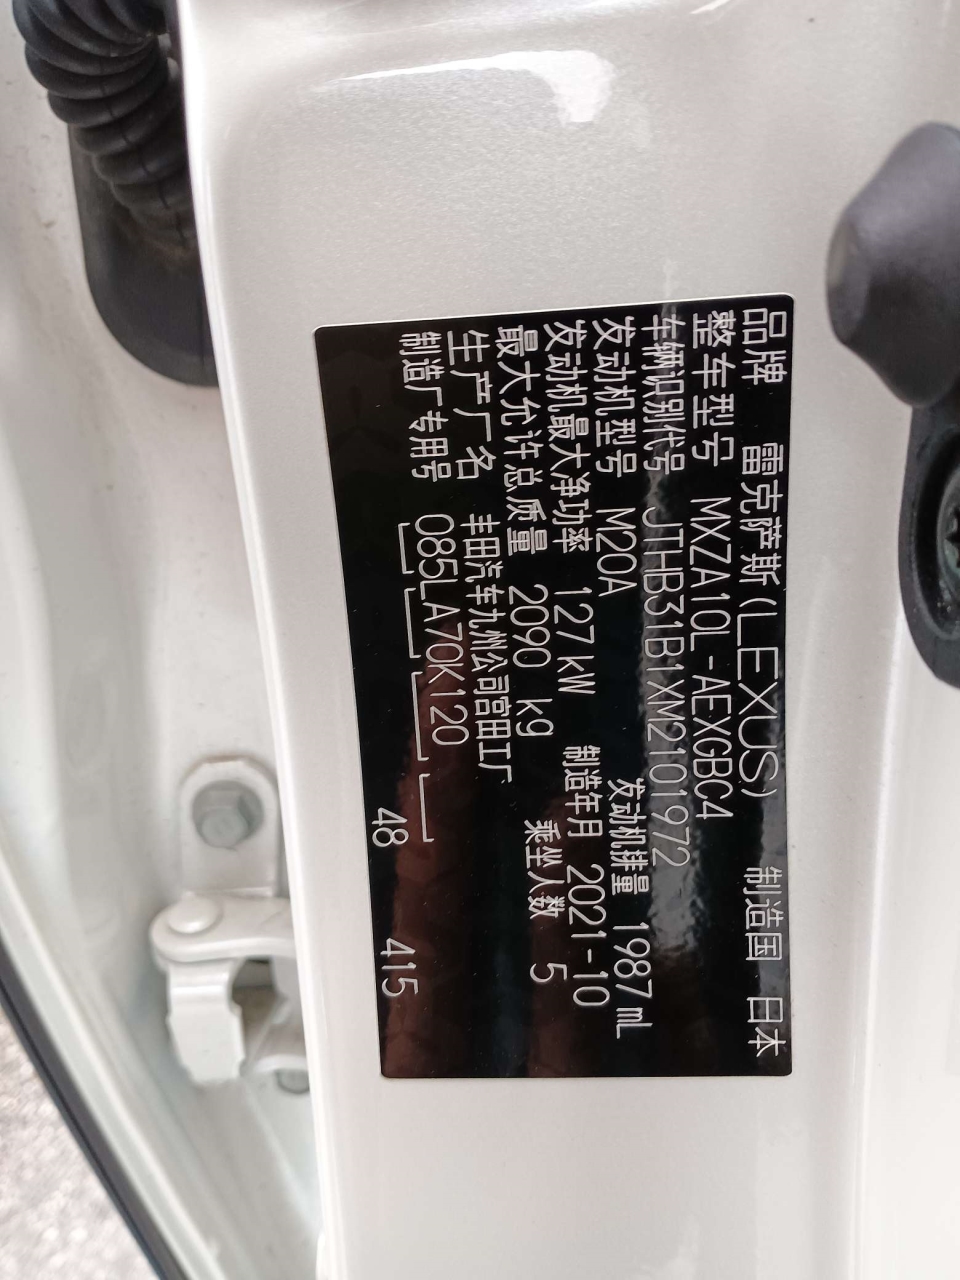 品牌 雷克萨斯(LEXUS) 制造国 日本
整车型号 MXZA10L-AEXGBC4
车辆识别代号 JTHB31B1XM2101972
发动机型号 M20A 发动机排量 1987 mL
发动机最大净功率 127 kW 制造年月 2021-10
最大允许总质量 2090 kg 乘坐人数 5
生产厂名 丰田汽车九州公司宫田工厂
制造厂专用号 085LA70K120
48 415